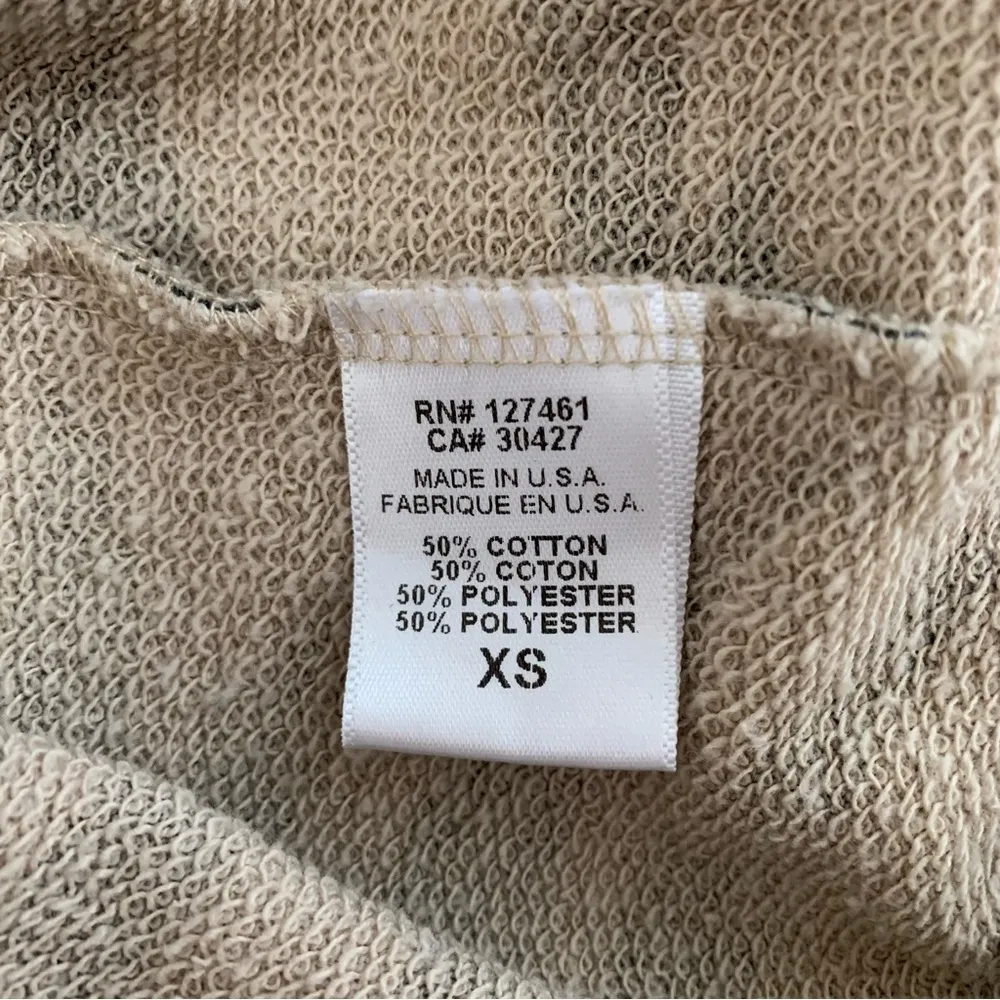 RN# 127461
CA# 30427
MADE IN U.S.A.
FABRIQUE EN U.S.A.
50% COTTON
50% COTON
50% POLYESTER
50% POLYESTER
XS